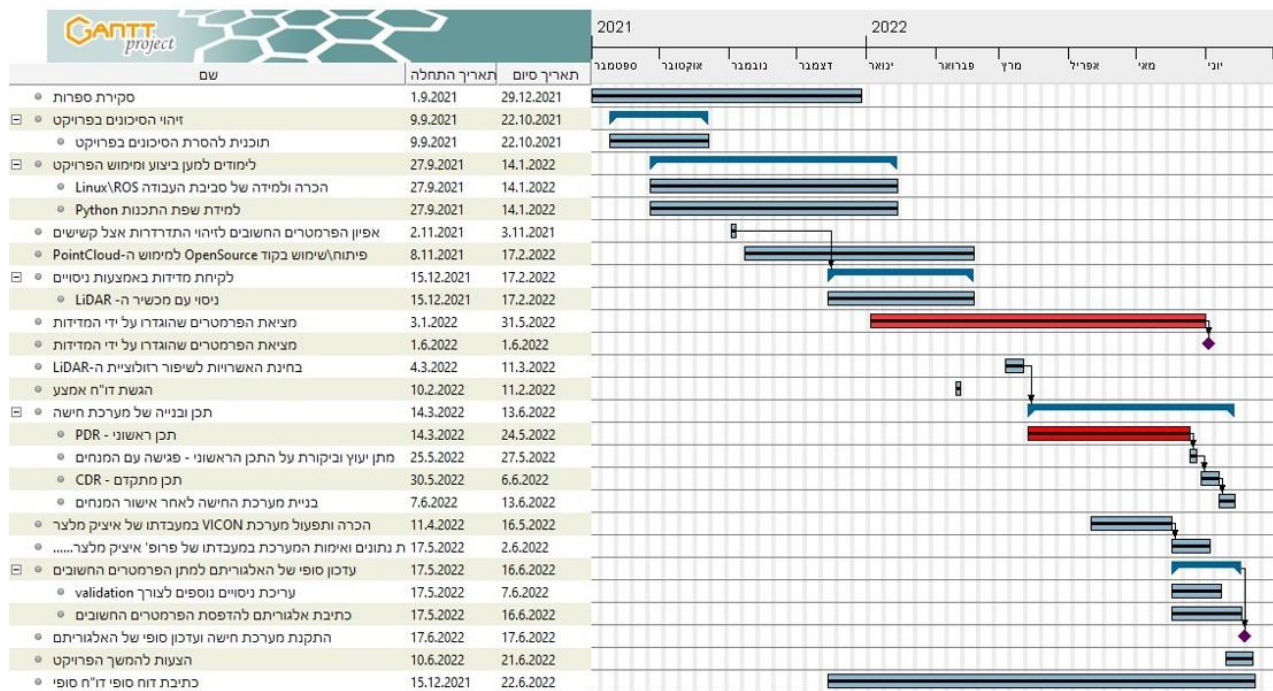 GANTT
project
2021 2022
ספטמבר אוקטובר נובמבר דצמבר ינואר פברואר מרץ אפריל מאי יוני
שם תאריך התחלה תאריך סיום
סקירת ספרות 1.9.2021 29.12.2021
זיהוי הסיכונים בפרויקט 9.9.2021 22.10.2021
תוכנית להסרת הסיכונים בפרויקט 9.9.2021 22.10.2021
לימודים למען ביצוע ומימוש הפרויקט 27.9.2021 14.1.2022
הכרה ולמידה של סביבת העבודה Linux\ROS 27.9.2021 14.1.2022
למידת שפת התכנות Python 27.9.2021 14.1.2022
אפיון הפרמטרים החשובים לזיהוי התדרדרות אצל קשישים 2.11.2021 3.11.2021
פיתוח\שימוש בקוד OpenSource למימוש ה-PointCloud 8.11.2021 17.2.2022
לקיחת מדידות באמצעות ניסויים 15.12.2021 17.2.2022
ניסוי עם מכשיר ה- LiDAR 15.12.2021 17.2.2022
מציאת הפרמטרים שהוגדרו על ידי המדידות 3.1.2022 31.5.2022
מציאת הפרמטרים שהוגדרו על ידי המדידות 1.6.2022 1.6.2022
בחינת האשרויות לשיפור רזולוציית ה-LiDAR 4.3.2022 11.3.2022
הגשת דו"ח אמצע 10.2.2022 11.2.2022
תכן ובנייה של מערכת חישה 14.3.2022 13.6.2022
תכן ראשוני - PDR 14.3.2022 24.5.2022
מתן יעוץ וביקורת על התכן הראשוני - פגישה עם המנחים 25.5.2022 27.5.2022
תכן מתקדם - CDR 30.5.2022 6.6.2022
בניית מערכת החישה לאחר אישור המנחים 7.6.2022 13.6.2022
הכרה ותפעול מערכת VICON במעבדתו של איציק מלצר 11.4.2022 16.5.2022
ת נתונים ואימות המערכת במעבדתו של פרופ' איציק מלצר...... 17.5.2022 2.6.2022
עדכון סופי של האלגוריתם למתן הפרמטרים החשובים 17.5.2022 16.6.2022
עריכת ניסויים נוספים לצורך validation 17.5.2022 7.6.2022
כתיבת אלגוריתם להדפסת הפרמטרים החשובים 17.5.2022 16.6.2022
התקנת מערכת חישה ועדכון סופי של האלגוריתם 17.6.2022 17.6.2022
הצעות להמשך הפרויקט 10.6.2022 21.6.2022
כתיבת דוח סופי דו"ח סופי 15.12.2021 22.6.2022